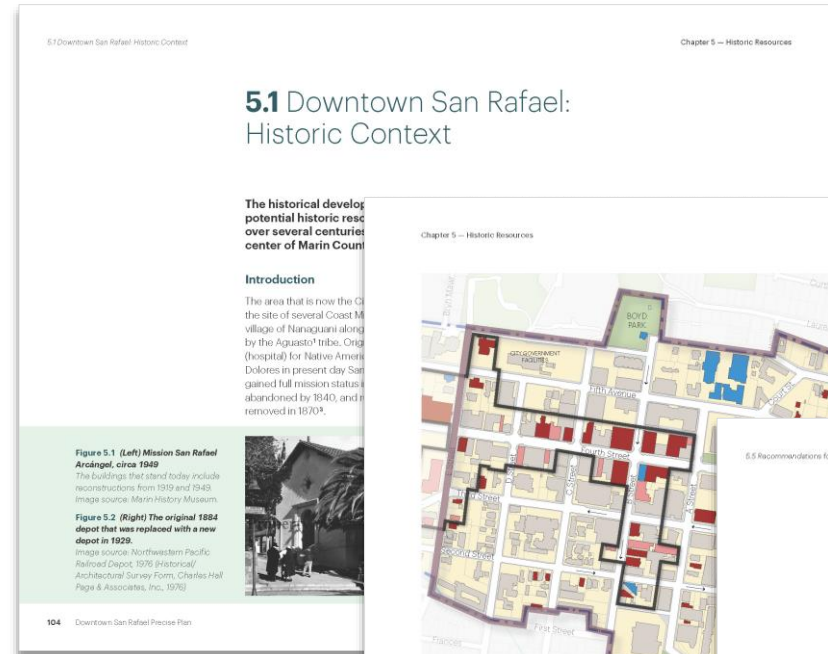 5.1 Downtown San Rafael: Historic Context
Chapter 5 — Historic Resources
5.1 Downtown San Rafael:
Historic Context
The historical
potential historic
over several centuries
center of Marin
Introduction
The area that is now the
the site of several Coast
village of Nanaguani along
by the Aguasto¹ tribe.
(hospital) for Native
Dolores in present day San
gained full mission status
abandoned by 1840, and
removed in 1870⁵.
Figure 5.1 (Left) Mission San Rafael
Arcángel, circa 1949
The buildings that stand today include
reconstructions from 1919 and 1949.
Image source: Marin History Museum.
Figure 5.2 (Right) The original 1884
depot that was replaced with a new
depot in 1929.
Image source: Northwestern Pacific
Railroad Depot, 1976 (Historical/
Architectural Survey Form, Charles Hall
Page & Associates, Inc., 1976)
104 Downtown San Rafael Precise Plan
Chapter 5 — Historic Resources
BOYD
PARK
CITY GOVERNMENT
FACILITIES
Fifth Avenue
Court St
Fourth Street
D Street
C Street
B Street
A Street
Third Street
Second Street
First Street
Frances
5.5 Recommendations